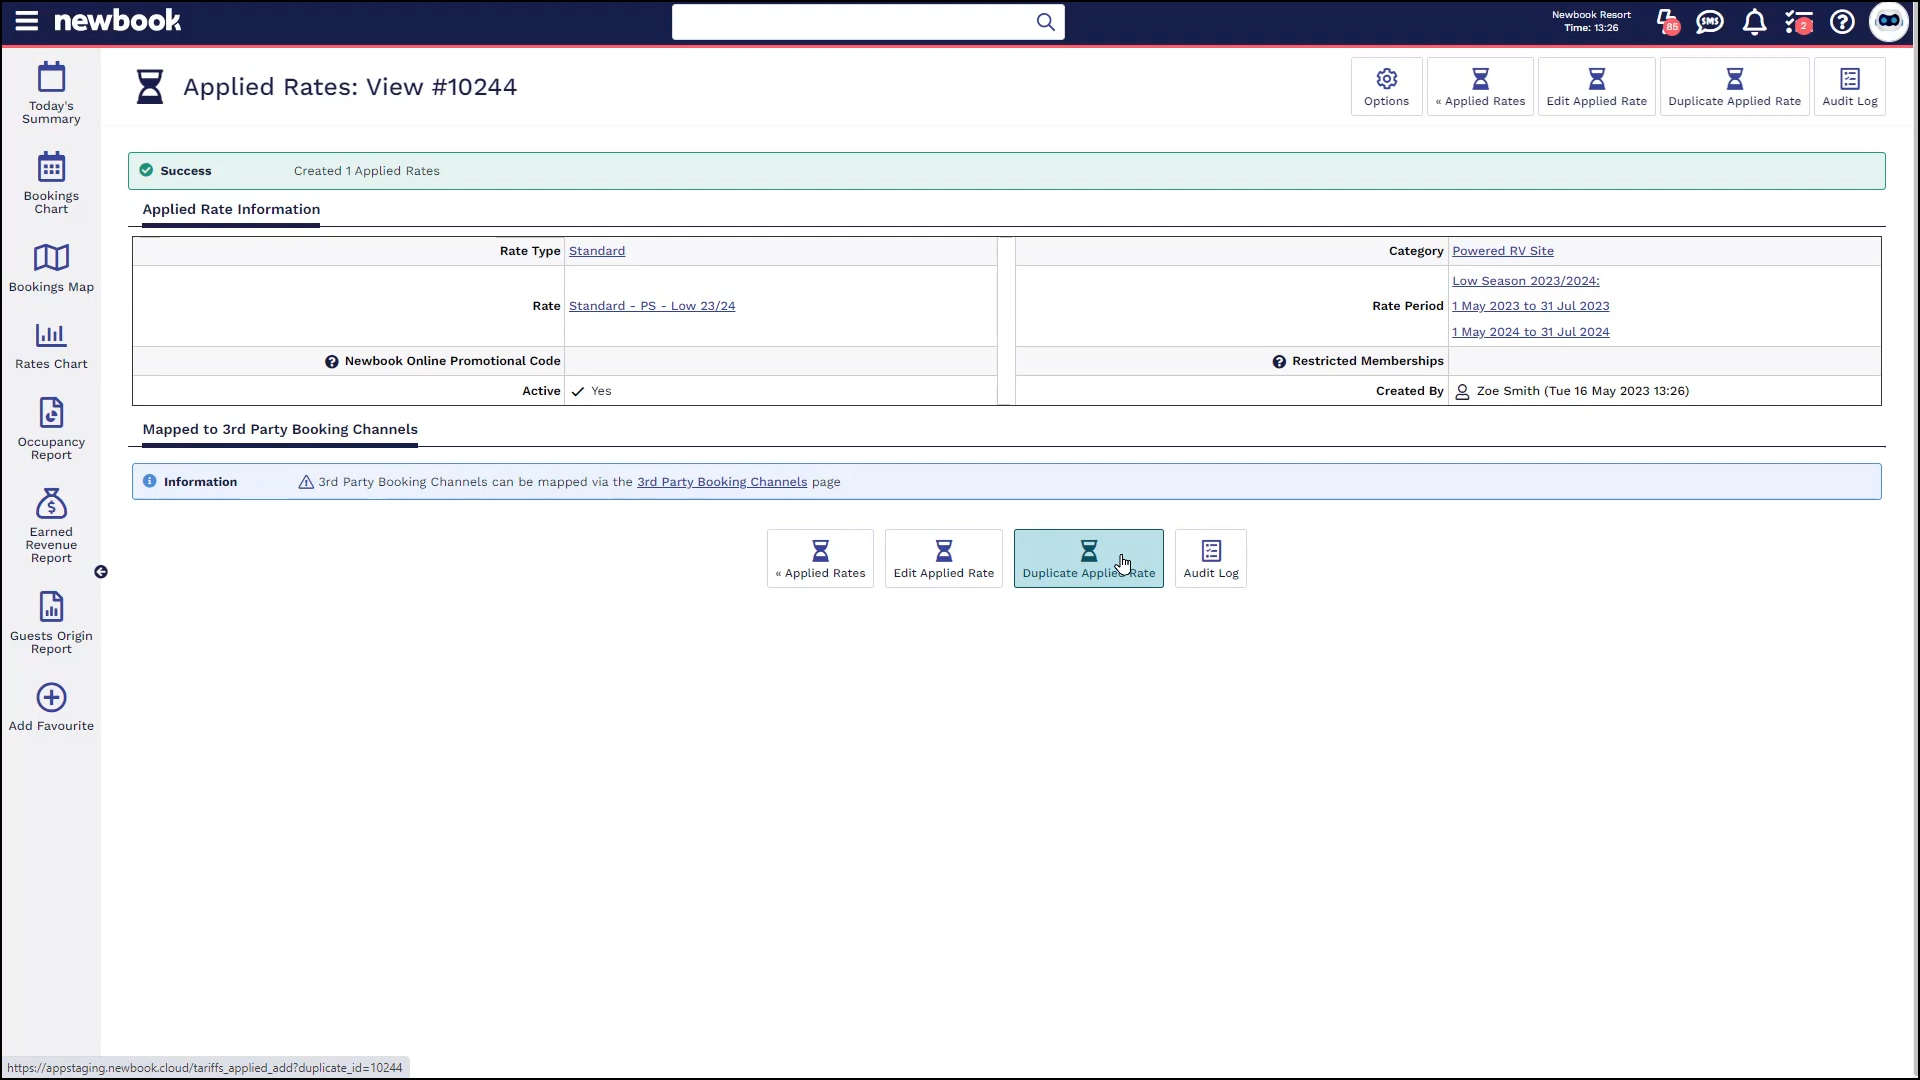 newbook
Newbook Resort
Time: 13:26
85
SMS
2
Applied Rates: View #10244
Options
« Applied Rates
Edit Applied Rate
Duplicate Applied Rate
Audit Log
Today's
Summary
Bookings
Chart
Bookings Map
Rates Chart
Occupancy
Report
Earned
Revenue
Report
Guests Origin
Report
Add Favourite
Success Created 1 Applied Rates
Applied Rate Information
Rate Type Standard
Category Powered RV Site
Rate Standard - PS - Low 23/24
Rate Period Low Season 2023/2024:
1 May 2023 to 31 Jul 2023
1 May 2024 to 31 Jul 2024
Newbook Online Promotional Code
Restricted Memberships
Active Yes
Created By Zoe Smith (Tue 16 May 2023 13:26)
Mapped to 3rd Party Booking Channels
Information 3rd Party Booking Channels can be mapped via the 3rd Party Booking Channels page
« Applied Rates
Edit Applied Rate
Duplicate Applied Rate
Audit Log
https://appstaging.newbook.cloud/tariffs_applied_add?duplicate_id=10244